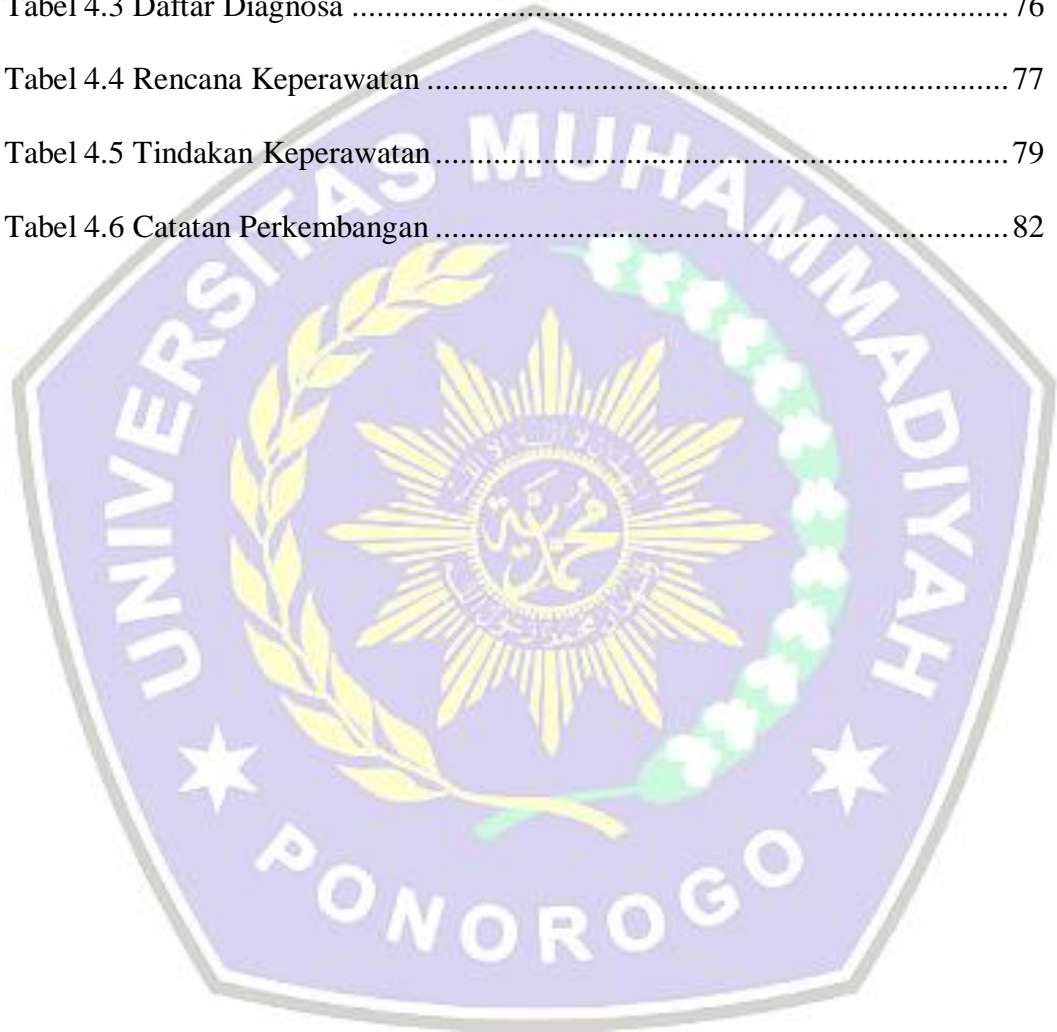 Tabel 4.3 Daftar Diagnosa ........................................................................................ 76
Tabel 4.4 Rencana Keperawatan ............................................................................. 77
Tabel 4.5 Tindakan Keperawatan ............................................................................ 79
Tabel 4.6 Catatan Perkembangan ............................................................................ 82
UNIVERSITAS MUHAMMADIYAH
PONOROGO
محمدية